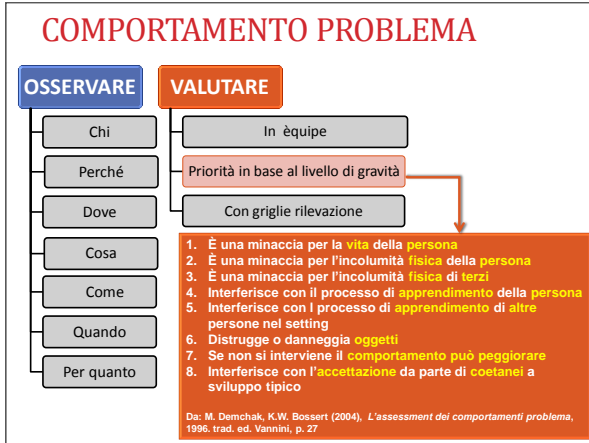 COMPORTAMENTO PROBLEMA
OSSERVARE
Chi
Perché
Dove
Cosa
Come
Quando
Per quanto
VALUTARE
In èquipe
Priorità in base al livello di gravità
Con griglie rilevazione
1. È una minaccia per la vita della persona
2. È una minaccia per l'incolumità fisica della persona
3. È una minaccia per l'incolumità fisica di terzi
4. Interferisce con il processo di apprendimento della persona
5. Interferisce con l processo di apprendimento di altre
persone nel setting
6. Distrugge o danneggia oggetti
7. Se non si interviene il comportamento può peggiorare
8. Interferisce con l'accettazione da parte di coetanei a
sviluppo tipico
Da: M. Demchak, K.W. Bossert (2004), L'assessment dei comportamenti problema,
1996. trad. ed. Vannini, p. 27